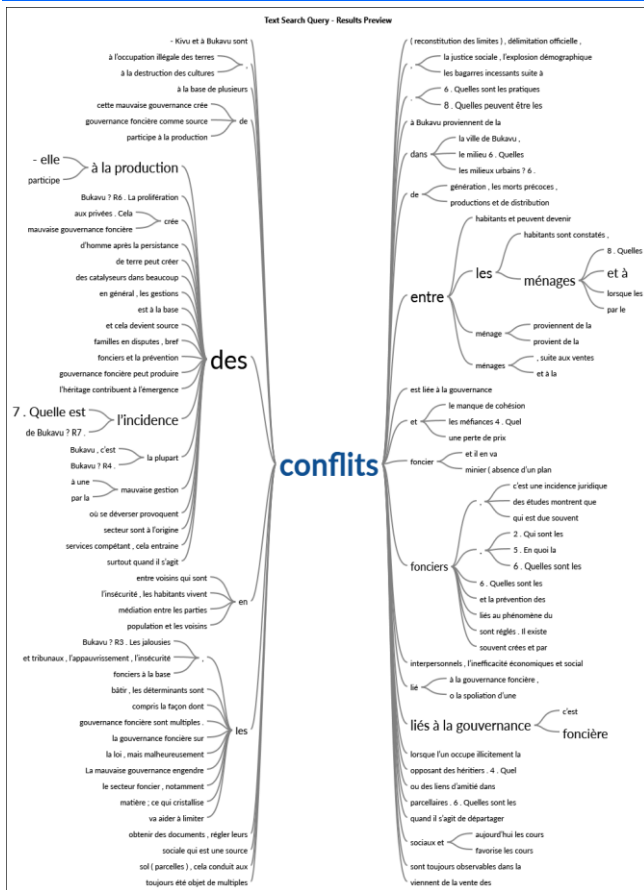 Text Search Query - Results Preview
- Kivu et à Bukavu sont
à l'occupation illégale des terres
à la destruction des cultures
,
à la base de plusieurs
cette mauvaise gouvernance crée
gouvernance foncière comme source
participe à la production
de
- elle
participe
à la production
Bukavu ? R6 . La prolifération
aux privées . Cela
mauvaise gouvernance foncière
crée
d'homme après la persistance
de terre peut créer
des catalyseurs dans beaucoup
en général , les gestions
est à la base
et cela devient source
familles en disputes , bref
fonciers et la prévention
gouvernance foncière peut produire
l'héritage contribuent à l'émergence
des
7 . Quelle est
de Bukavu ? R7 .
l'incidence
Bukavu , c'est
Bukavu ? R4 .
la plupart
à une
par la
mauvaise gestion
où se déverser provoquent
secteur sont à l'origine
services compétant , cela entraine
surtout quand il s'agit
entre voisins qui sont
l'insécurité , les habitants vivent
médiation entre les parties
population et les voisins
en
Bukavu ? R3 . Les jalousies
et tribunaux , l'appauvrissement , l'insécurité
fonciers à la base
,
bâtir , les déterminants sont
compris la façon dont
gouvernance foncière sont multiples .
la gouvernance foncière sur
la loi , mais malheureusement
La mauvaise gouvernance engendre
le secteur foncier , notamment
matière ; ce qui cristallise
va aider à limiter
les
obtenir des documents , régler leurs
sociale qui est une source
sol ( parcelles ) , cela conduit aux
toujours été objet de multiples
conflits
( reconstitution des limites ) , délimitation officielle ,
,
la justice sociale , l'explosion démographique
les bagarres incessants suite à
.
6 . Quelles sont les pratiques
8 . Quelles peuvent être les
à Bukavu proviennent de la
dans
la ville de Bukavu ,
le milieu 6 . Quelles
les milieux urbains ? 6 .
de
génération , les morts précoces ,
productions et de distribution
entre
habitants et peuvent devenir
les
habitants sont constatés ,
ménages
8 . Quelles
et à
lorsque les
par le
ménage
proviennent de la
provient de la
ménages
, suite aux ventes
et à la
est liée à la gouvernance
et
le manque de cohésion
les méfiances 4 . Quel
une perte de prix
foncier
et il en va
minier ( absence d'un plan
fonciers
,
c'est une incidence juridique
des études montrent que
qui est due souvent
.
2 . Qui sont les
5 . En quoi la
6 . Quelles sont les
6 . Quelles sont les
et la prévention des
liés au phénomène du
sont réglés . Il existe
souvent crées et par
interpersonnels , l'inefficacité économiques et social
lié
à la gouvernance foncière ,
o la spoliation d'une
liés à la gouvernance
c'est
foncière
lorsque l'un occupe illicitement la
opposant des héritiers . 4 . Quel
ou des liens d'amitié dans
parcellaires . 6 . Quelles sont les
quand il s'agit de départager
sociaux et
aujourd'hui les cours
favorise les cours
sont toujours observables dans la
viennent de la vente des